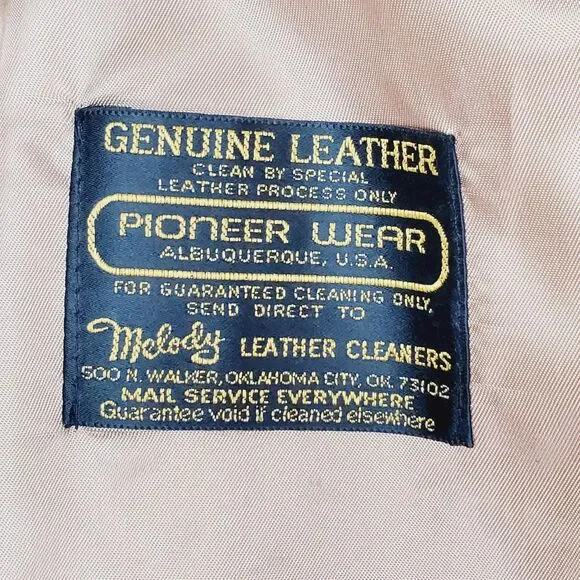 GENUINE LEATHER
CLEAN BY SPECIAL
LEATHER PROCESS ONLY
PIONEER WEAR
ALBUQUERQUE, U.S.A.
FOR GUARANTEED CLEANING ONLY,
SEND DIRECT TO
Melody LEATHER CLEANERS
500 N. WALKER, OKLAHOMA CITY, OK. 73102
MAIL SERVICE EVERYWHERE
Guarantee void if cleaned elsewhere